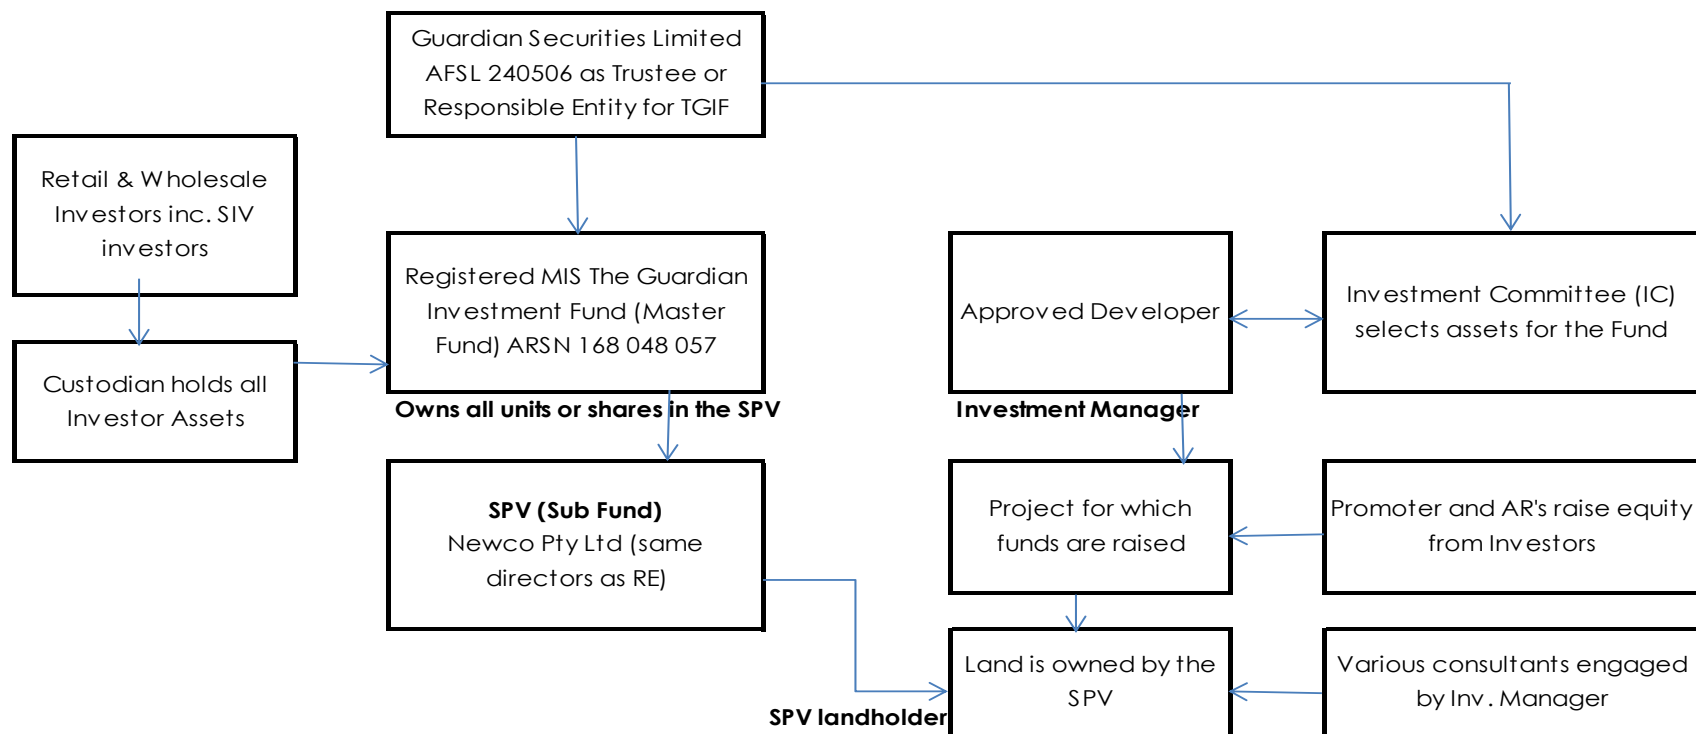 Guardian Securities Limited
AFSL 240506 as Trustee or
Responsible Entity for TGIF
Retail & Wholesale
Investors inc. SIV
investors
Registered MIS The Guardian
Investment Fund (Master
Fund) ARSN 168 048 057
Approved Developer
Investment Committee (IC)
selects assets for the Fund
Custodian holds all
Investor Assets
Owns all units or shares in the SPV
Investment Manager
SPV (Sub Fund)
Newco Pty Ltd (same
directors as RE)
Project for which
funds are raised
Promoter and AR's raise equity
from Investors
Land is owned by the
SPV
Various consultants engaged
by Inv. Manager
SPV landholder